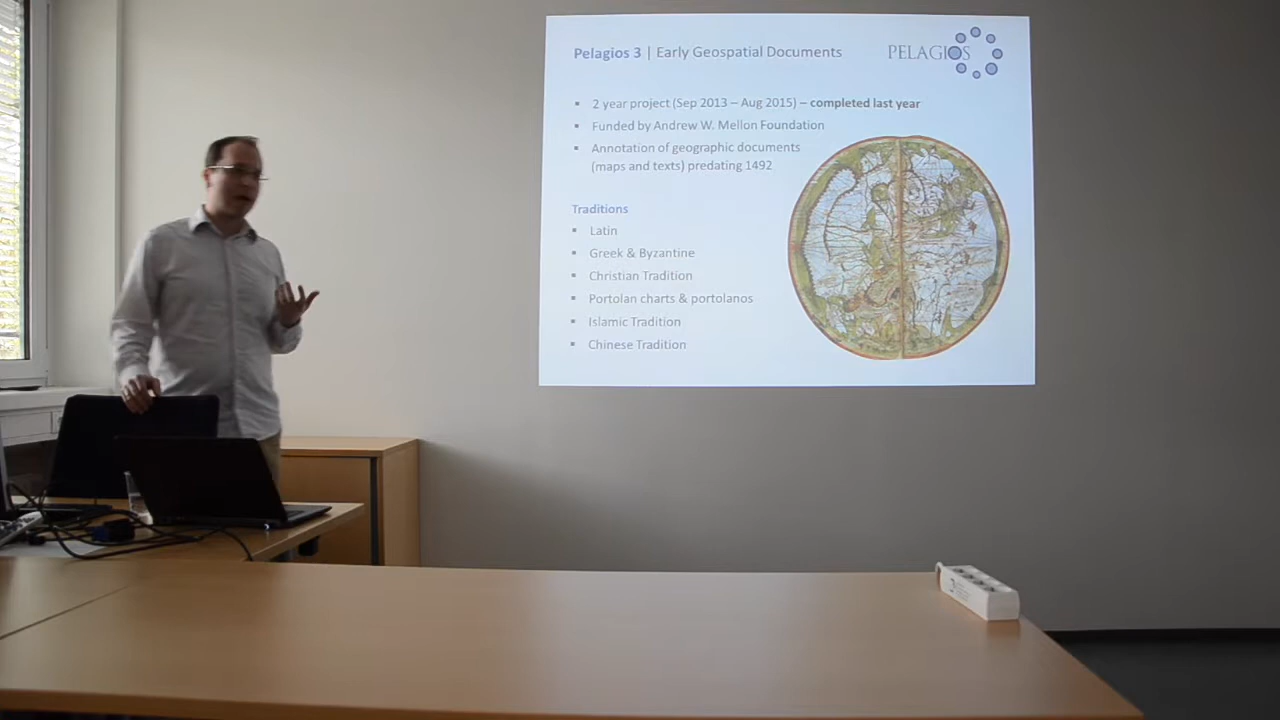 Pelagios 3 | Early Geospatial Documents
PELAGIOS
▪ 2 year project (Sep 2013 – Aug 2015) – completed last year
▪ Funded by Andrew W. Mellon Foundation
▪ Annotation of geographic documents
(maps and texts) predating 1492
Traditions
▪ Latin
▪ Greek & Byzantine
▪ Christian Tradition
▪ Portolan charts & portolanos
▪ Islamic Tradition
▪ Chinese Tradition